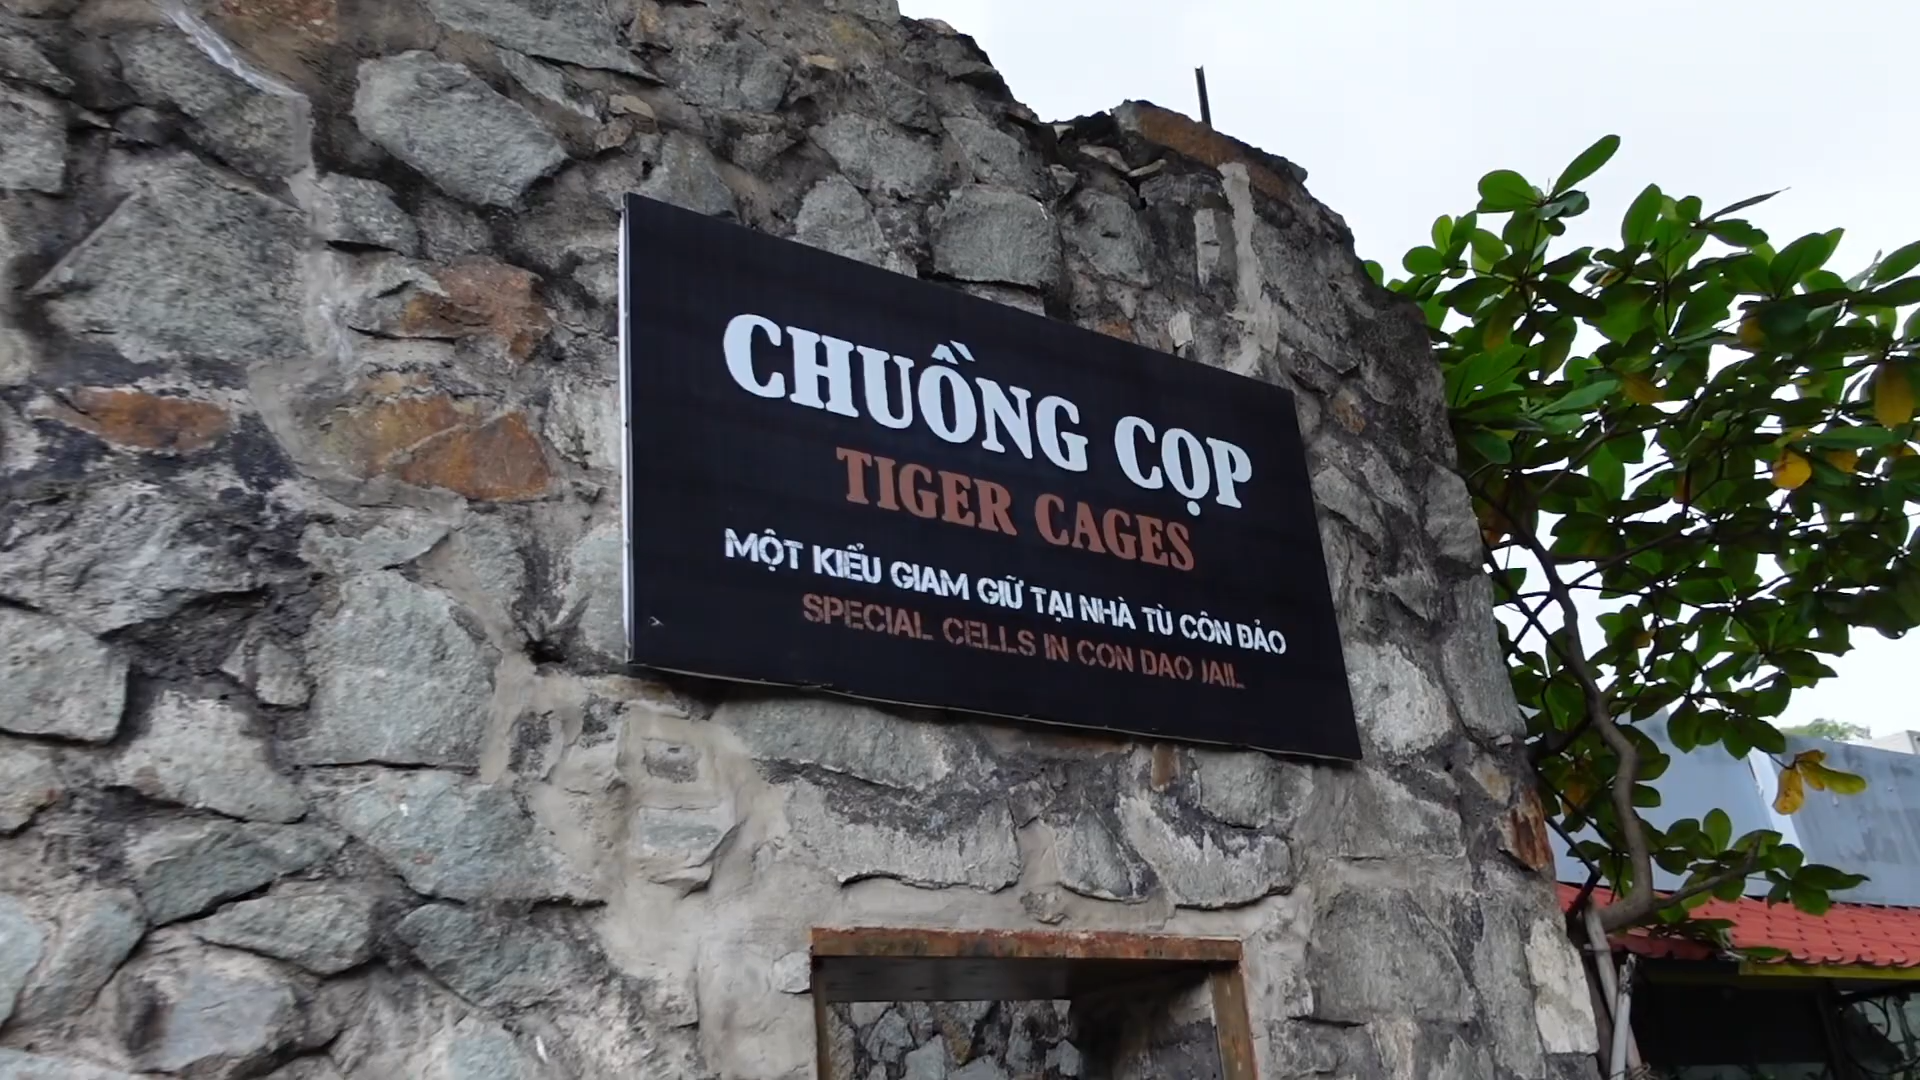 CHUỒNG CỌP
TIGER CAGES
MỘT KIỂU GIAM GIỮ TẠI NHÀ TÙ CÔN ĐẢO
SPECIAL CELLS IN CON DAO JAIL